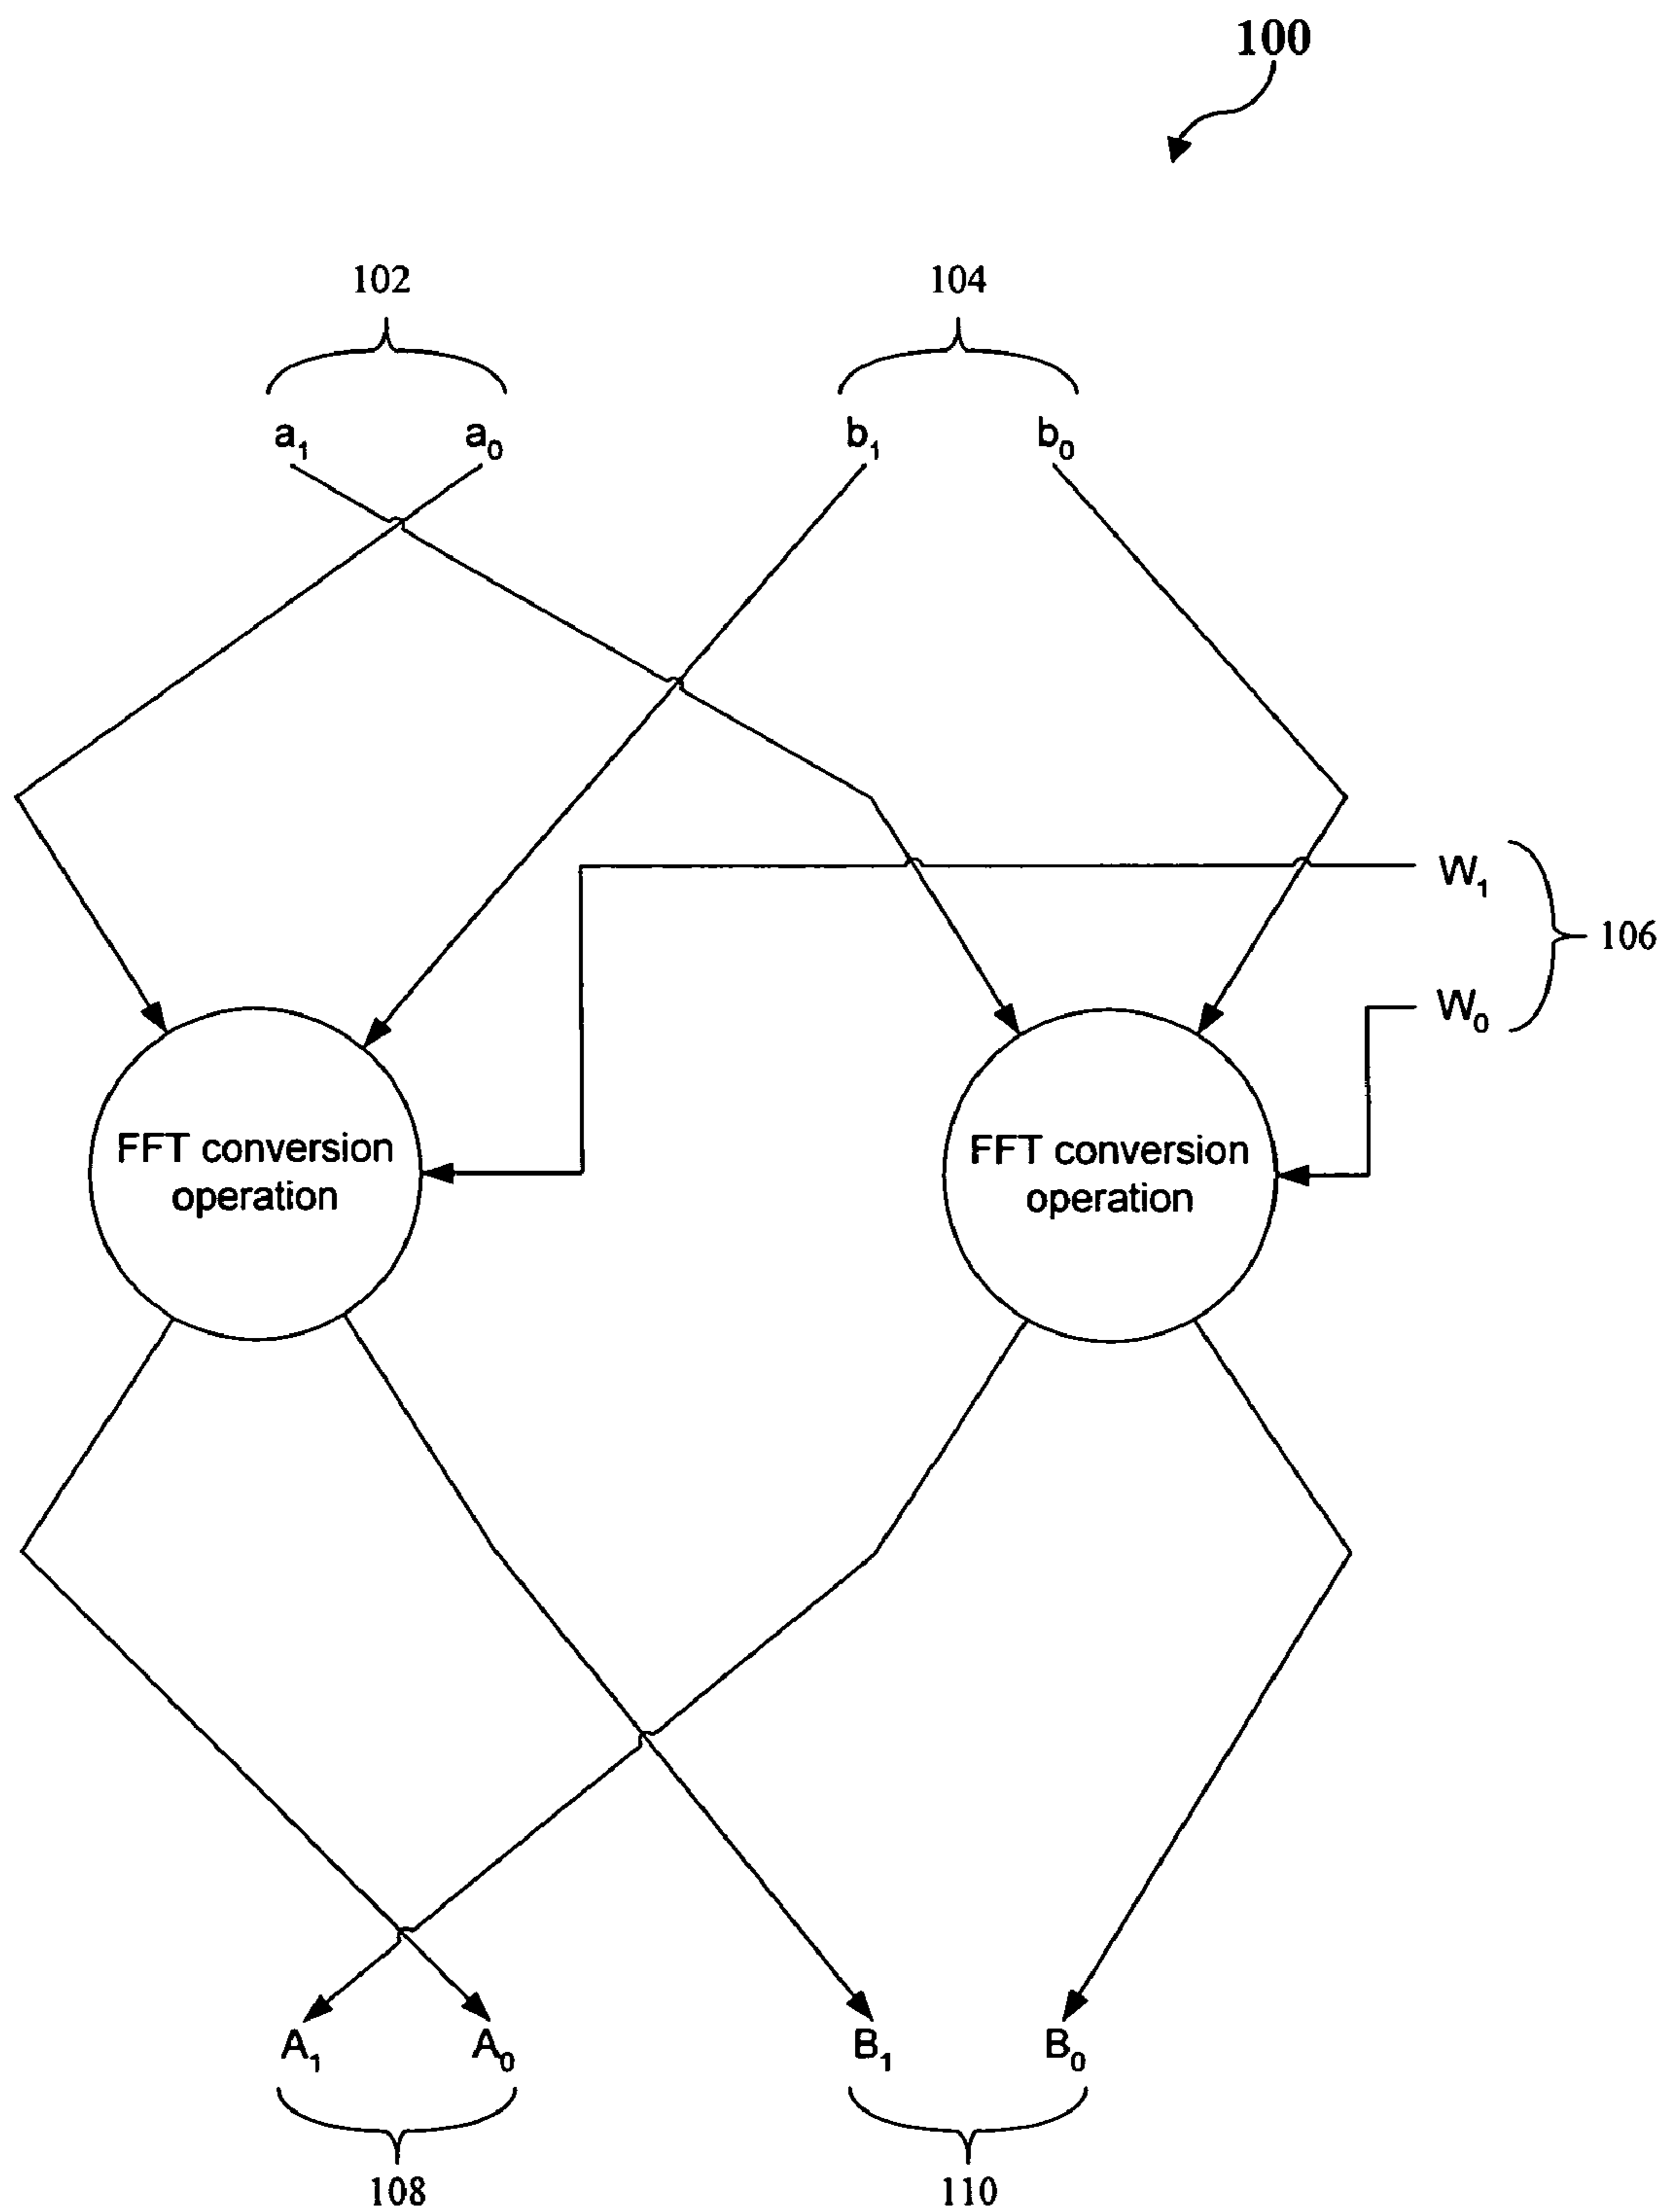 100
102 104
a₁ a₀ b₁ b₀
W₁
106
W₀
FFT conversion
operation
FFT conversion
operation
A₁ A₀ B₁ B₀
108 110